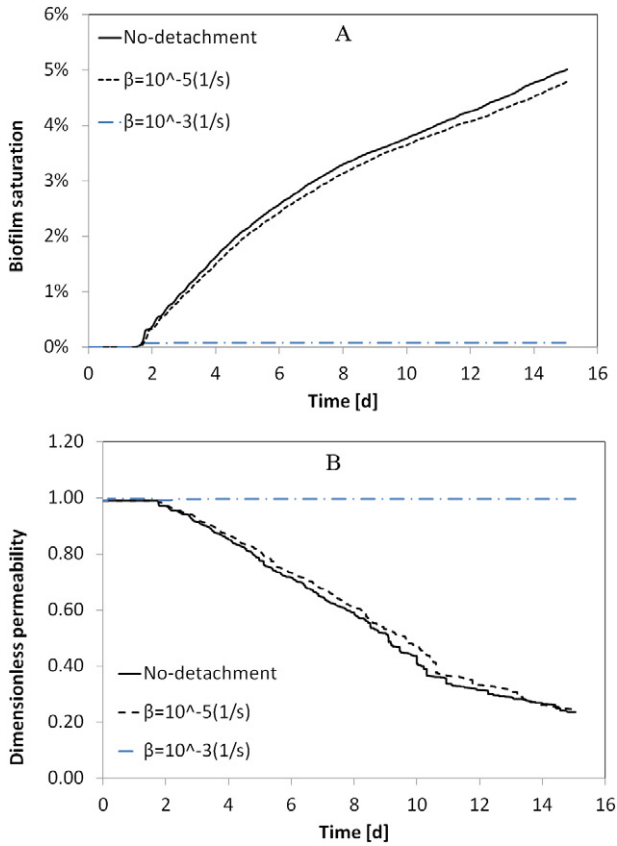 6%
5%
4%
3%
2%
1%
0%
Biofilm saturation
A
No-detachment
β=10^-5(1/s)
β=10^-3(1/s)
0 2 4 6 8 10 12 14 16
Time [d]
1.20
1.00
0.80
0.60
0.40
0.20
0.00
Dimensionless permeability
B
No-detachment
β=10^-5(1/s)
β=10^-3(1/s)
0 2 4 6 8 10 12 14 16
Time [d]